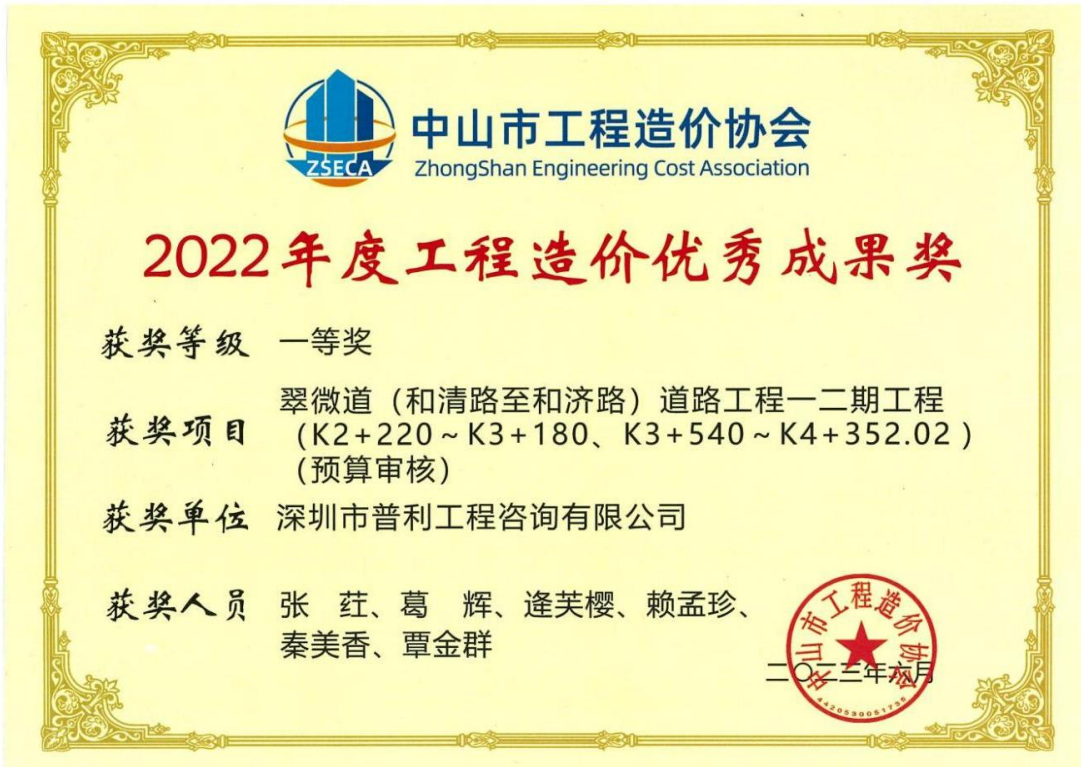 ZSECA
中山市工程造价协会
ZhongShan Engineering Cost Association
2022年度工程造价优秀成果奖
获奖等级 一等奖
获奖项目 翠微道（和清路至和济路）道路工程一二期工程
（K2+220～K3+180、K3+540～K4+352.02）
（预算审核）
获奖单位 深圳市普利工程咨询有限公司
获奖人员 张 荭、葛 辉、逄芙樱、赖孟珍、
秦美香、覃金群
中山市工程造价协会
二〇二三年六月
4420530051735